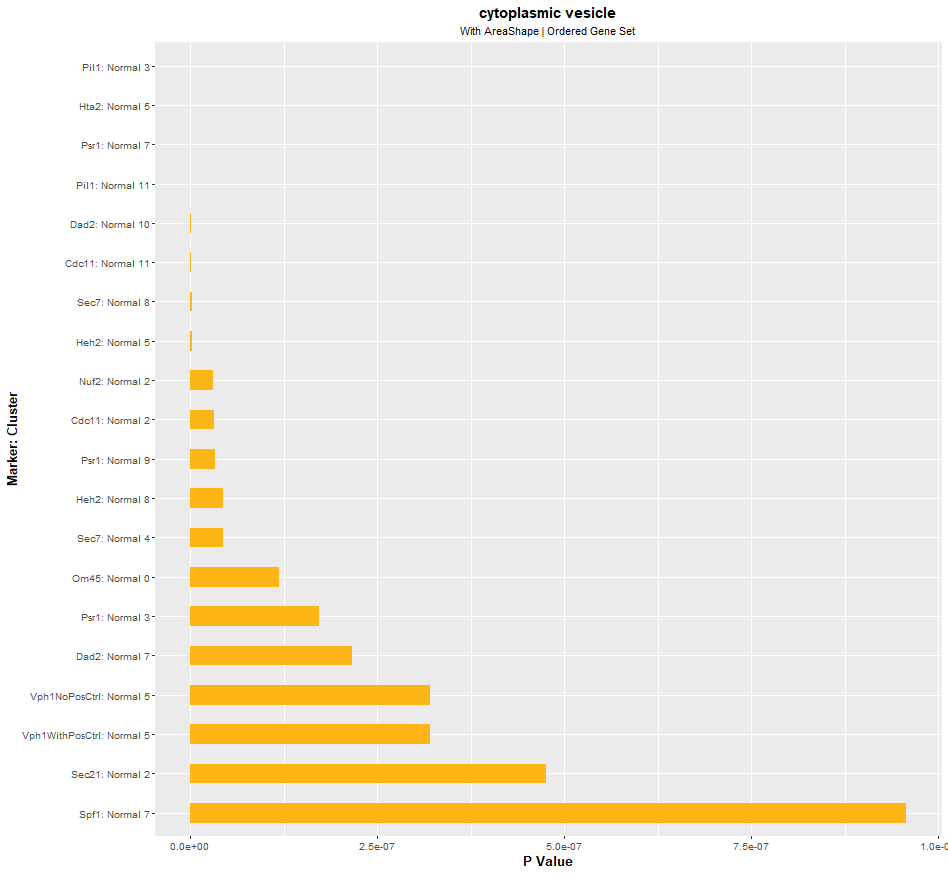 cytoplasmic vesicle
With AreaShape | Ordered Gene Set
Marker: Cluster
Pil1: Normal 3
Hta2: Normal 5
Psr1: Normal 7
Pil1: Normal 11
Dad2: Normal 10
Cdc11: Normal 11
Sec7: Normal 8
Heh2: Normal 5
Nuf2: Normal 2
Cdc11: Normal 2
Psr1: Normal 9
Heh2: Normal 8
Sec7: Normal 4
Om45: Normal 0
Psr1: Normal 3
Dad2: Normal 7
Vph1NoPosCtrl: Normal 5
Vph1WithPosCtrl: Normal 5
Sec21: Normal 2
Spf1: Normal 7
0.0e+00 2.5e-07 5.0e-07 7.5e-07 1.0e-0
P Value